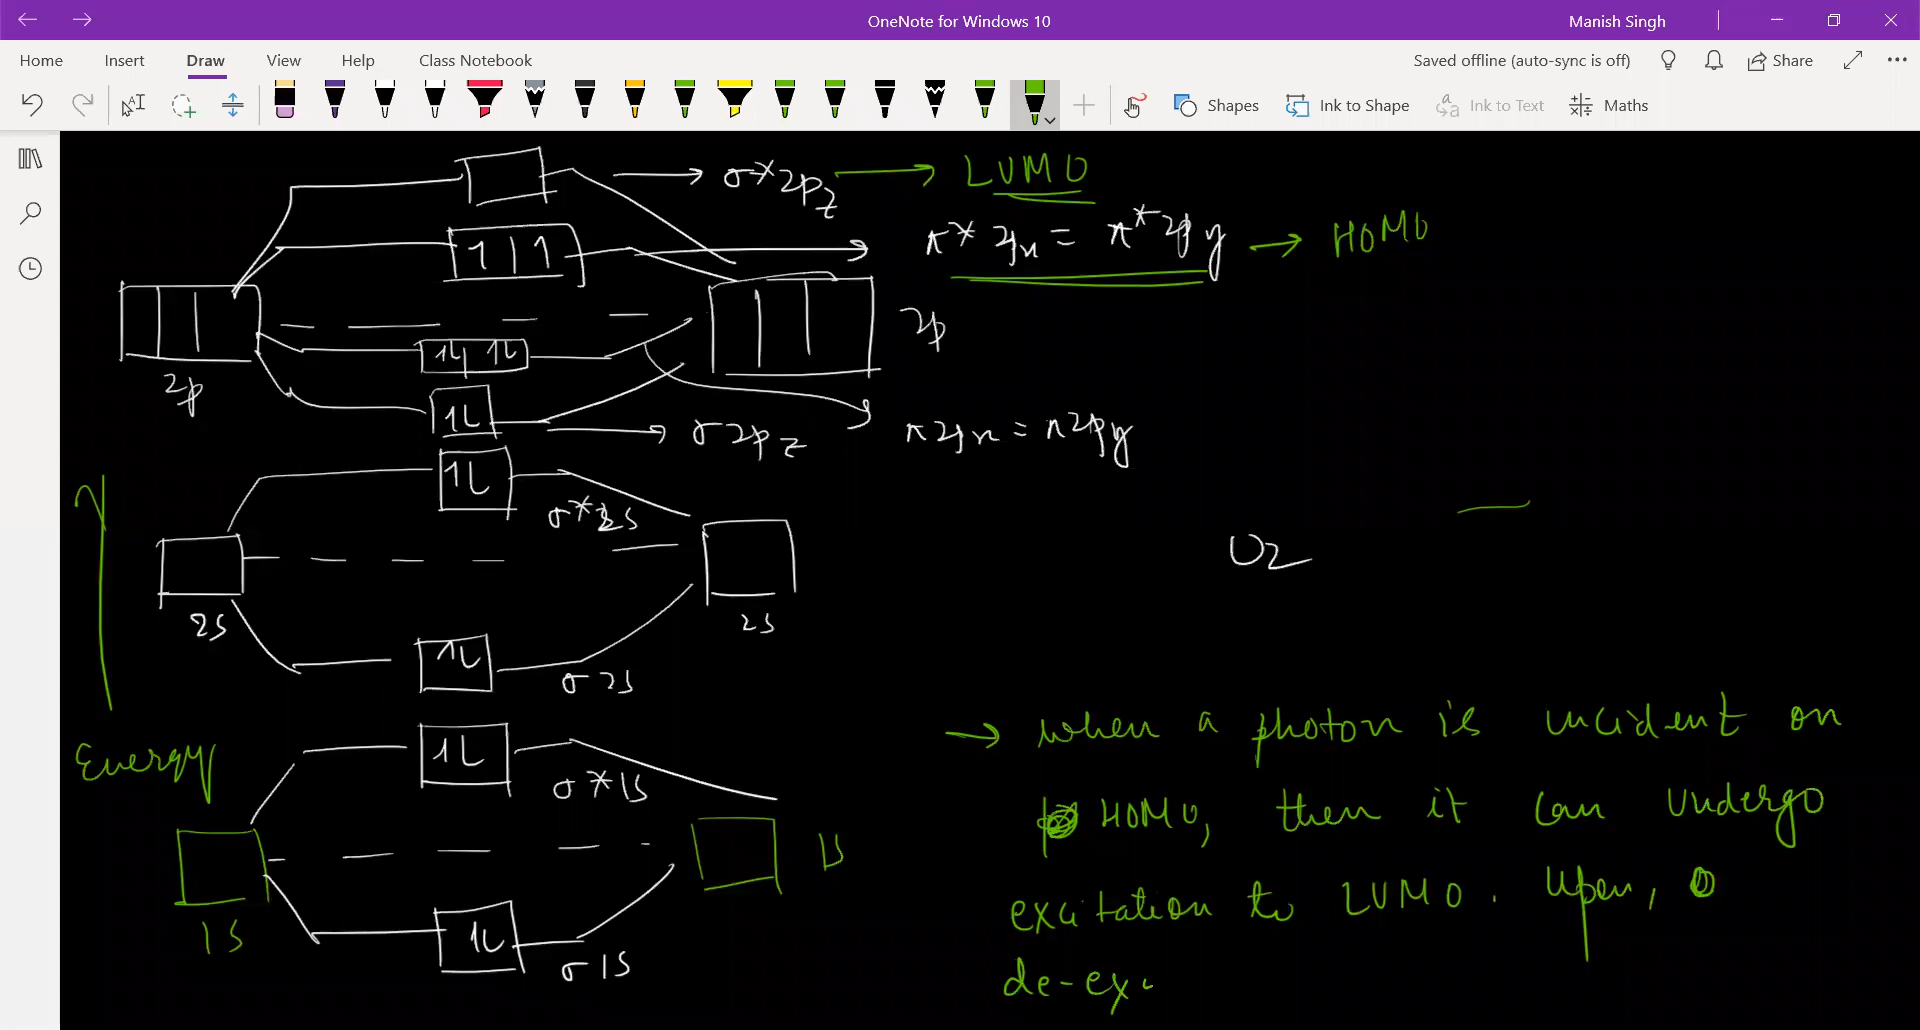 OneNote for Windows 10
Manish Singh
Home Insert Draw View Help Class Notebook
Saved offline (auto-sync is off) Share
Shapes Ink to Shape Ink to Text Maths
σ*2pz → LUMO
π*2px = π*2py → HOMO
2p
2p
π2px = π2py
σ2pz
σ*2s
O2
2s
2s
σ2s
Energy
→ when a photon is incident on
σ*1s
HOMO, then it can undergo
1s
excitation to LUMO. Upon,
1s
σ1s
de-ex